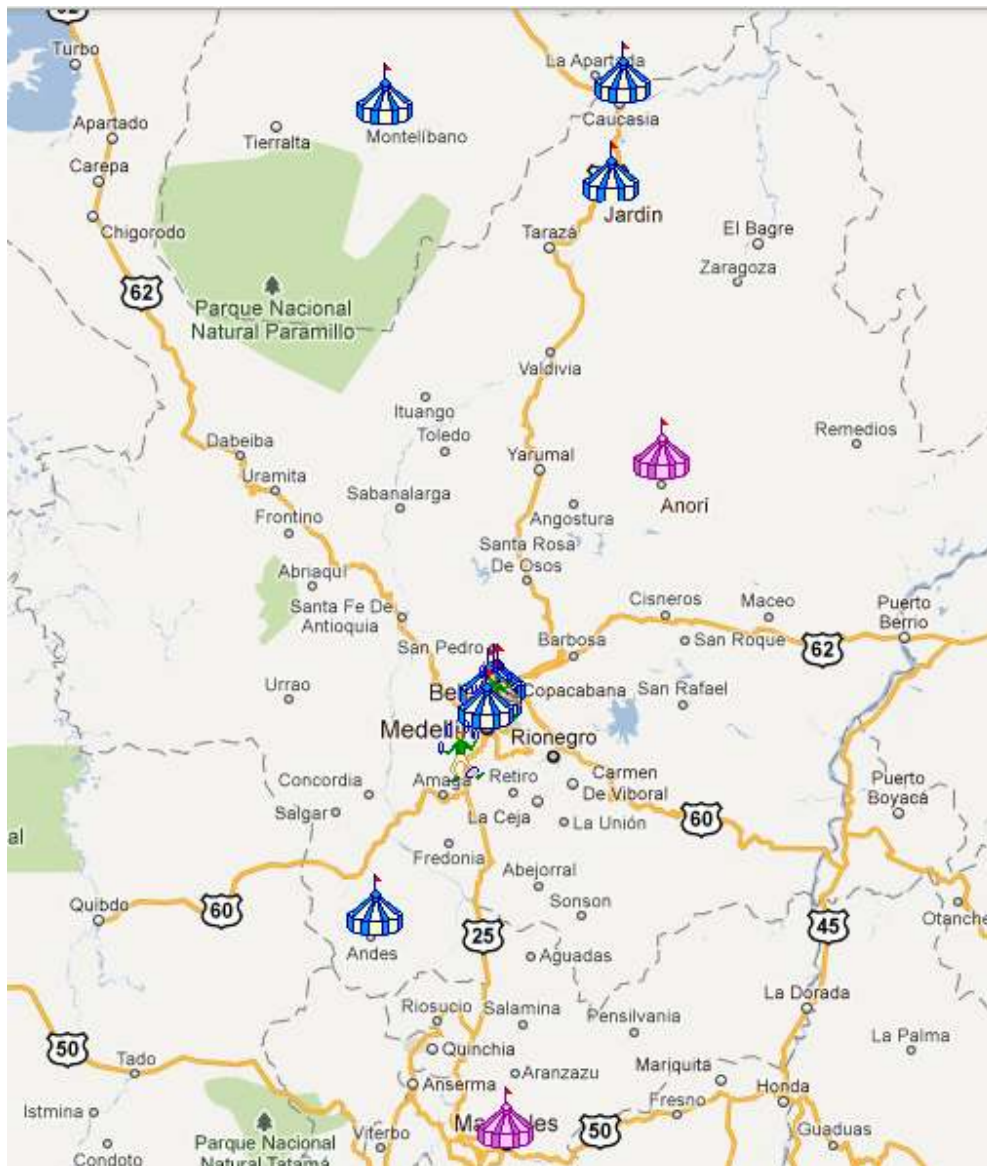 Turbo
La Apartada
Caucasia
Montelíbano
Apartado
Tierralta
Carepa
Jardin
Chigorodo
Tarazá
El Bagre
Zaragoza
62
Parque Nacional
Natural Paramillo
Valdivia
Ituango
Toledo
Remedios
Dabeiba
Yarumal
Uramita
Sabanalarga
Anorí
Frontino
Angostura
Santa Rosa
De Osos
Abriaquí
Santa Fe De
Antioquia
Cisneros
Maceo
Puerto
Berrio
San Pedro
Barbosa
San Roque
62
Urrao
Copacabana
San Rafael
Rionegro
Concordia
Amaga
Retiro
Carmen
De Viboral
Puerto
Boyacá
Salgar
La Ceja
La Unión
60
al
Fredonia
Abejorral
Quibdo
60
Sonson
Otanche
25
45
Andes
Aguadas
La Dorada
Riosucio
Salamina
Pensilvania
50
Quinchia
La Palma
Tado
Mariquita
Anserma
Aranzazu
Honda
Istmina
Fresno
50
Parque Nacional
Natural Tatamá
Viterbo
Guaduas
Condoto